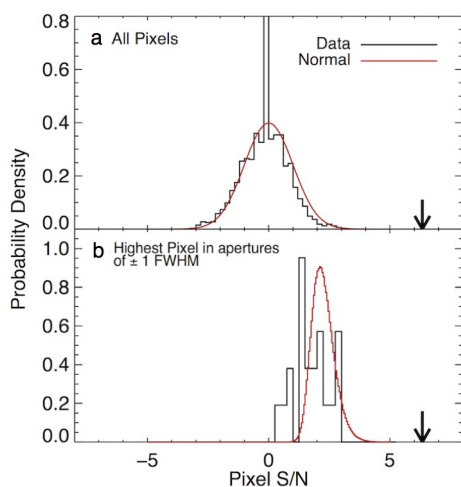 0.8
a All Pixels
Data
Normal
0.6
0.4
0.2
0.0
Probability Density
b Highest Pixel in apertures
of ± 1 FWHM
1.0
0.8
0.6
0.4
0.2
0.0
-5 0 5
Pixel S/N